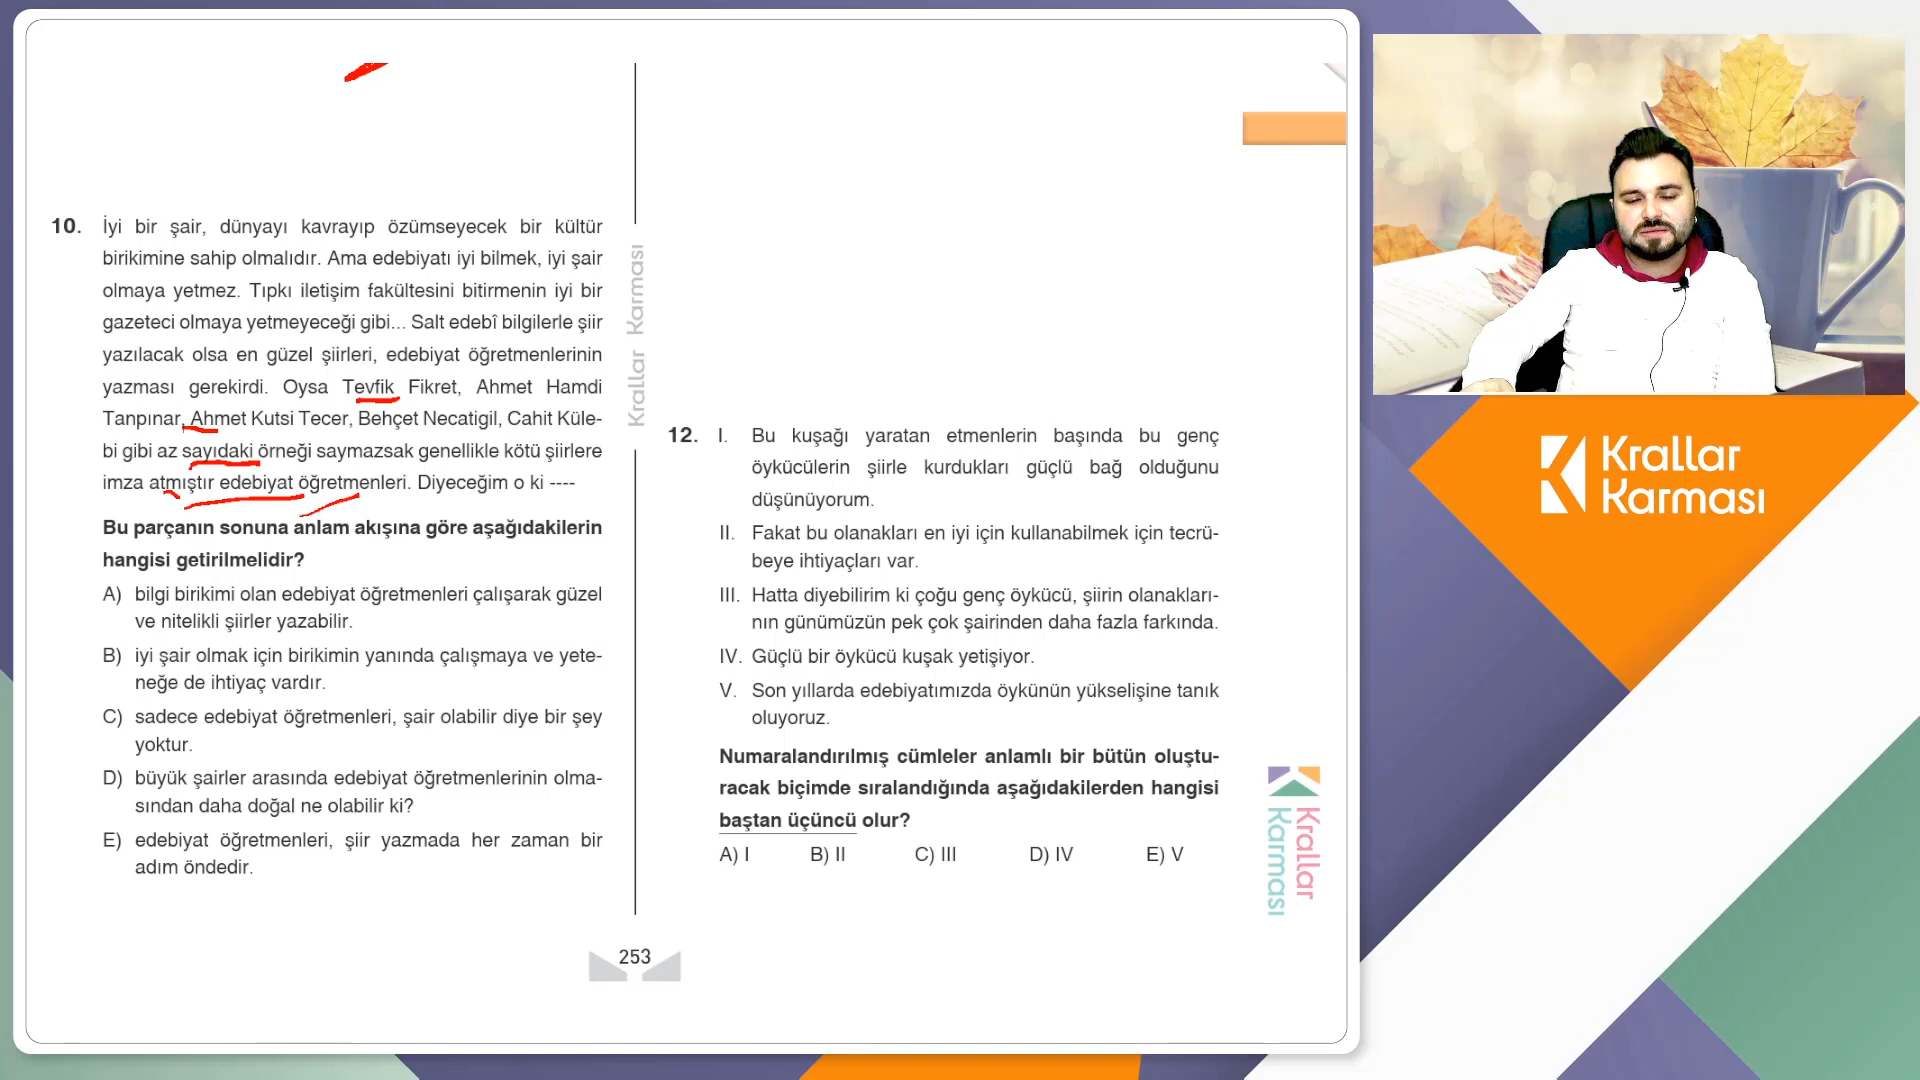 10. İyi bir şair, dünyayı kavrayıp özümseyecek bir kültür
birikimine sahip olmalıdır. Ama edebiyatı iyi bilmek, iyi şair
olmaya yetmez. Tıpkı iletişim fakültesini bitirmenin iyi bir
gazeteci olmaya yetmeyeceği gibi... Salt edebî bilgilerle şiir
yazılacak olsa en güzel şiirleri, edebiyat öğretmenlerinin
yazması gerekirdi. Oysa Tevfik Fikret, Ahmet Hamdi
Tanpınar, Ahmet Kutsi Tecer, Behçet Necatigil, Cahit Küle-
bi gibi az sayıdaki örneği saymazsak genellikle kötü şiirlere
imza atmıştır edebiyat öğretmenleri. Diyeceğim o ki ----
Bu parçanın sonuna anlam akışına göre aşağıdakilerin
hangisi getirilmelidir?
A) bilgi birikimi olan edebiyat öğretmenleri çalışarak güzel
ve nitelikli şiirler yazabilir.
B) iyi şair olmak için birikimin yanında çalışmaya ve yete-
neğe de ihtiyaç vardır.
C) sadece edebiyat öğretmenleri, şair olabilir diye bir şey
yoktur.
D) büyük şairler arasında edebiyat öğretmenlerinin olma-
sından daha doğal ne olabilir ki?
E) edebiyat öğretmenleri, şiir yazmada her zaman bir
adım öndedir.
Krallar Karması
12. I. Bu kuşağı yaratan etmenlerin başında bu genç
öykücülerin şiirle kurdukları güçlü bağ olduğunu
düşünüyorum.
II. Fakat bu olanakları en iyi için kullanabilmek için tecrü-
beye ihtiyaçları var.
III. Hatta diyebilirim ki çoğu genç öykücü, şiirin olanakları-
nın günümüzün pek çok şairinden daha fazla farkında.
IV. Güçlü bir öykücü kuşak yetişiyor.
V. Son yıllarda edebiyatımızda öykünün yükselişine tanık
oluyoruz.
Numaralandırılmış cümleler anlamlı bir bütün oluştu-
racak biçimde sıralandığında aşağıdakilerden hangisi
baştan üçüncü olur?
A) I B) II C) III D) IV E) V
Krallar
Karması
253
Krallar
Karması